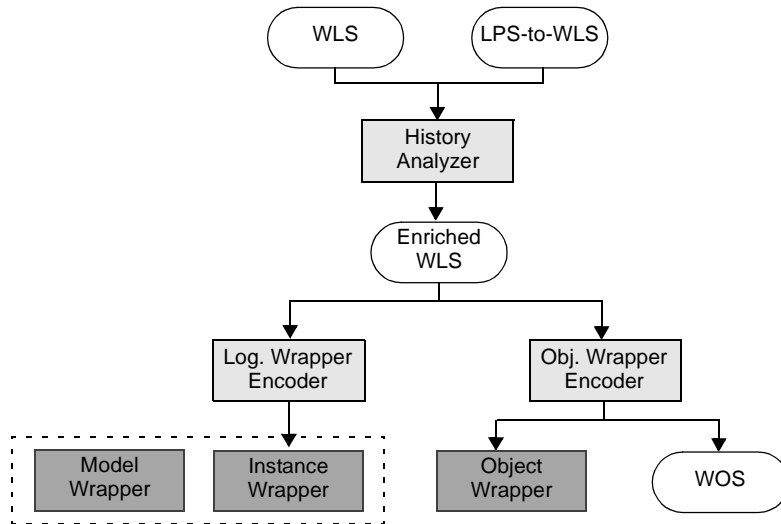 WLS
LPS-to-WLS
History
Analyzer
Enriched
WLS
Log. Wrapper
Encoder
Obj. Wrapper
Encoder
Model
Wrapper
Instance
Wrapper
Object
Wrapper
WOS